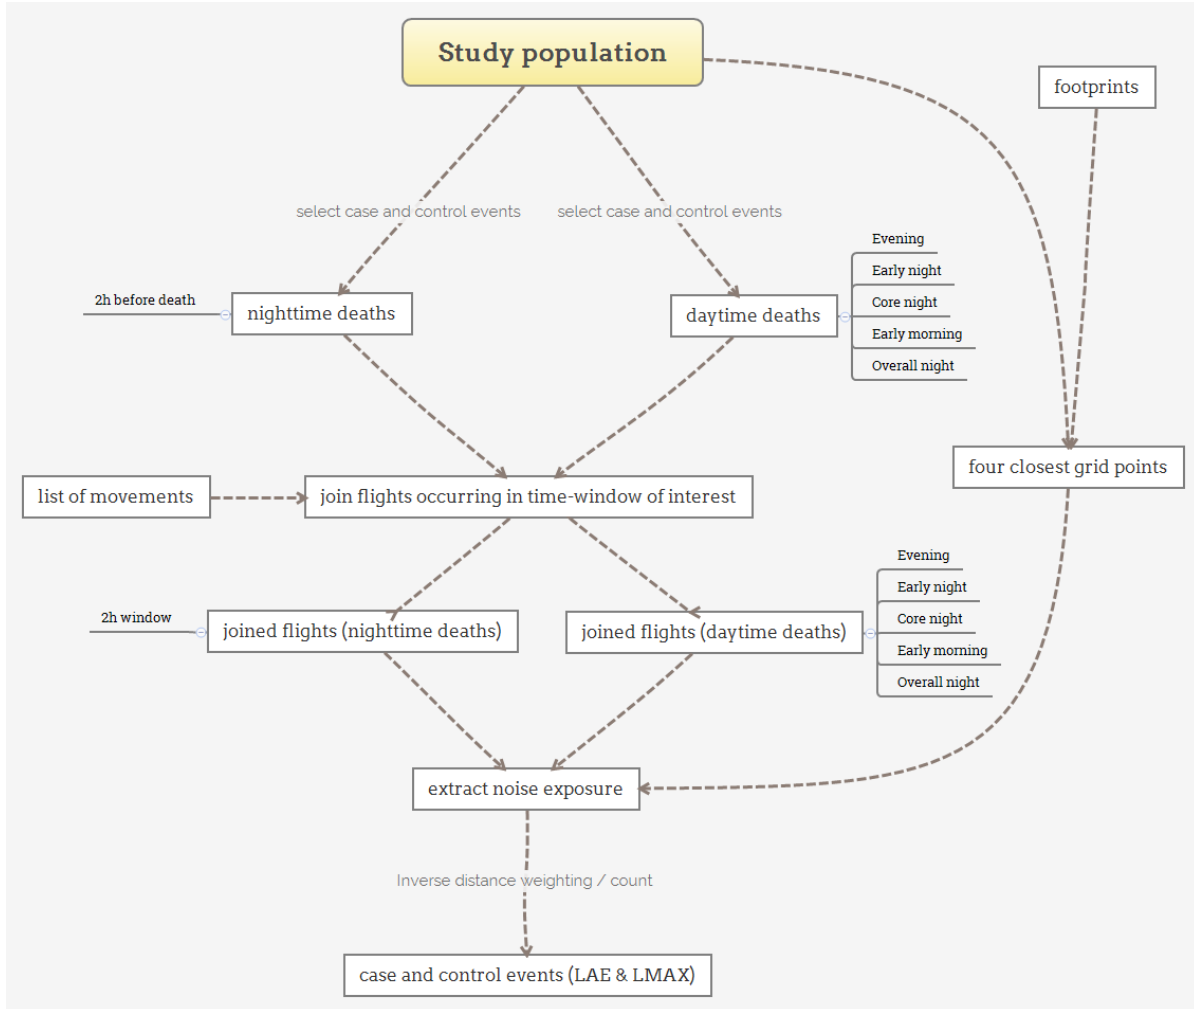 Study population
footprints
select case and control events
select case and control events
Evening
Early night
Core night
Early morning
Overall night
2h before death
nighttime deaths
daytime deaths
four closest grid points
list of movements
join flights occurring in time-window of interest
Evening
Early night
Core night
Early morning
Overall night
2h window
joined flights (nighttime deaths)
joined flights (daytime deaths)
extract noise exposure
Inverse distance weighting / count
case and control events (LAE & LMAX)